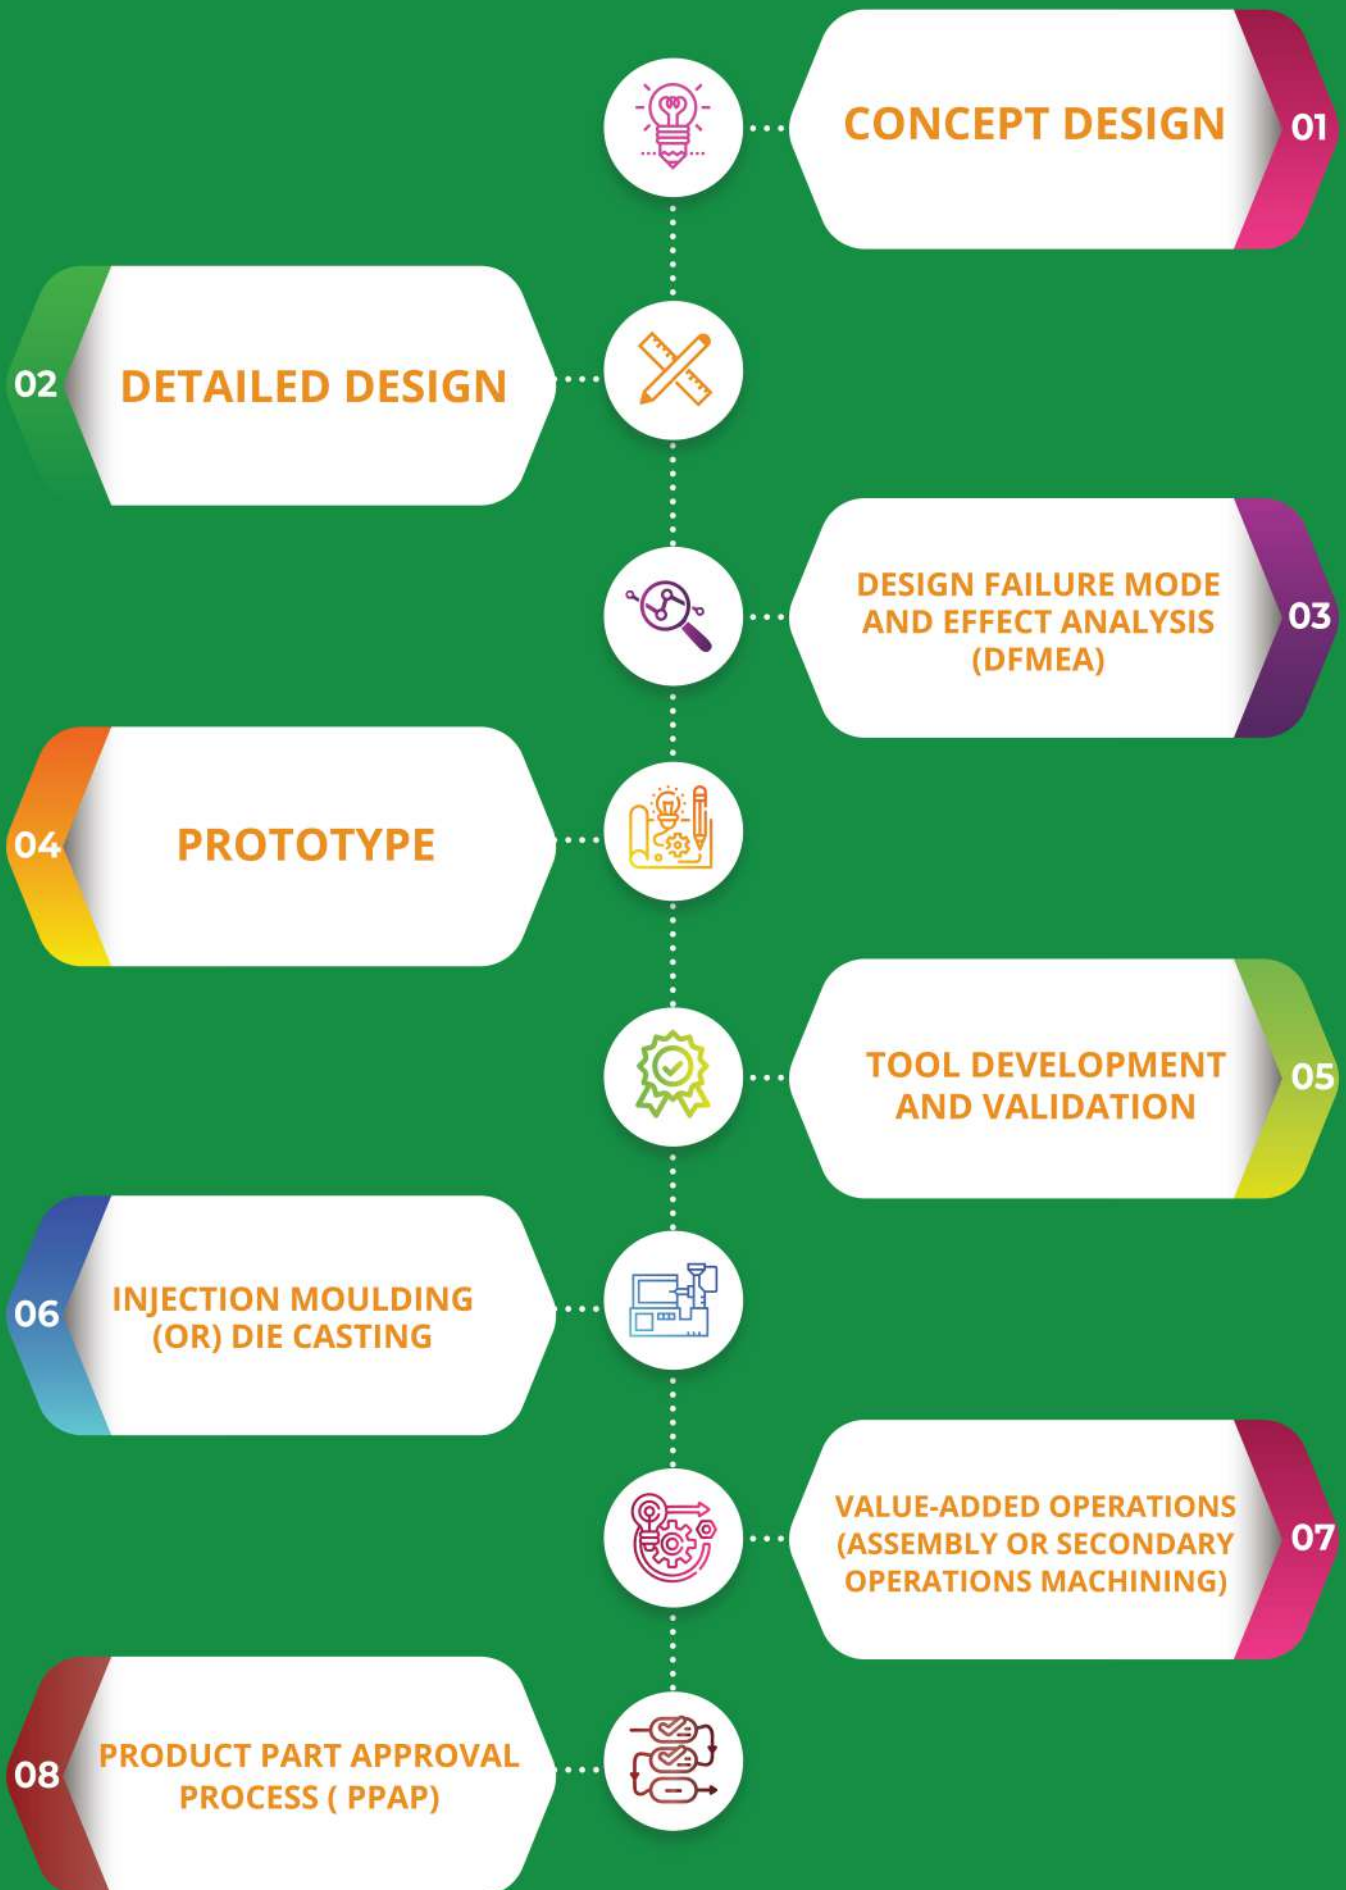 CONCEPT DESIGN
01
02
DETAILED DESIGN
DESIGN FAILURE MODE
AND EFFECT ANALYSIS
(DFMEA)
03
04
PROTOTYPE
TOOL DEVELOPMENT
AND VALIDATION
05
06
INJECTION MOULDING
(OR) DIE CASTING
VALUE-ADDED OPERATIONS
(ASSEMBLY OR SECONDARY
OPERATIONS MACHINING)
07
08
PRODUCT PART APPROVAL
PROCESS ( PPAP)